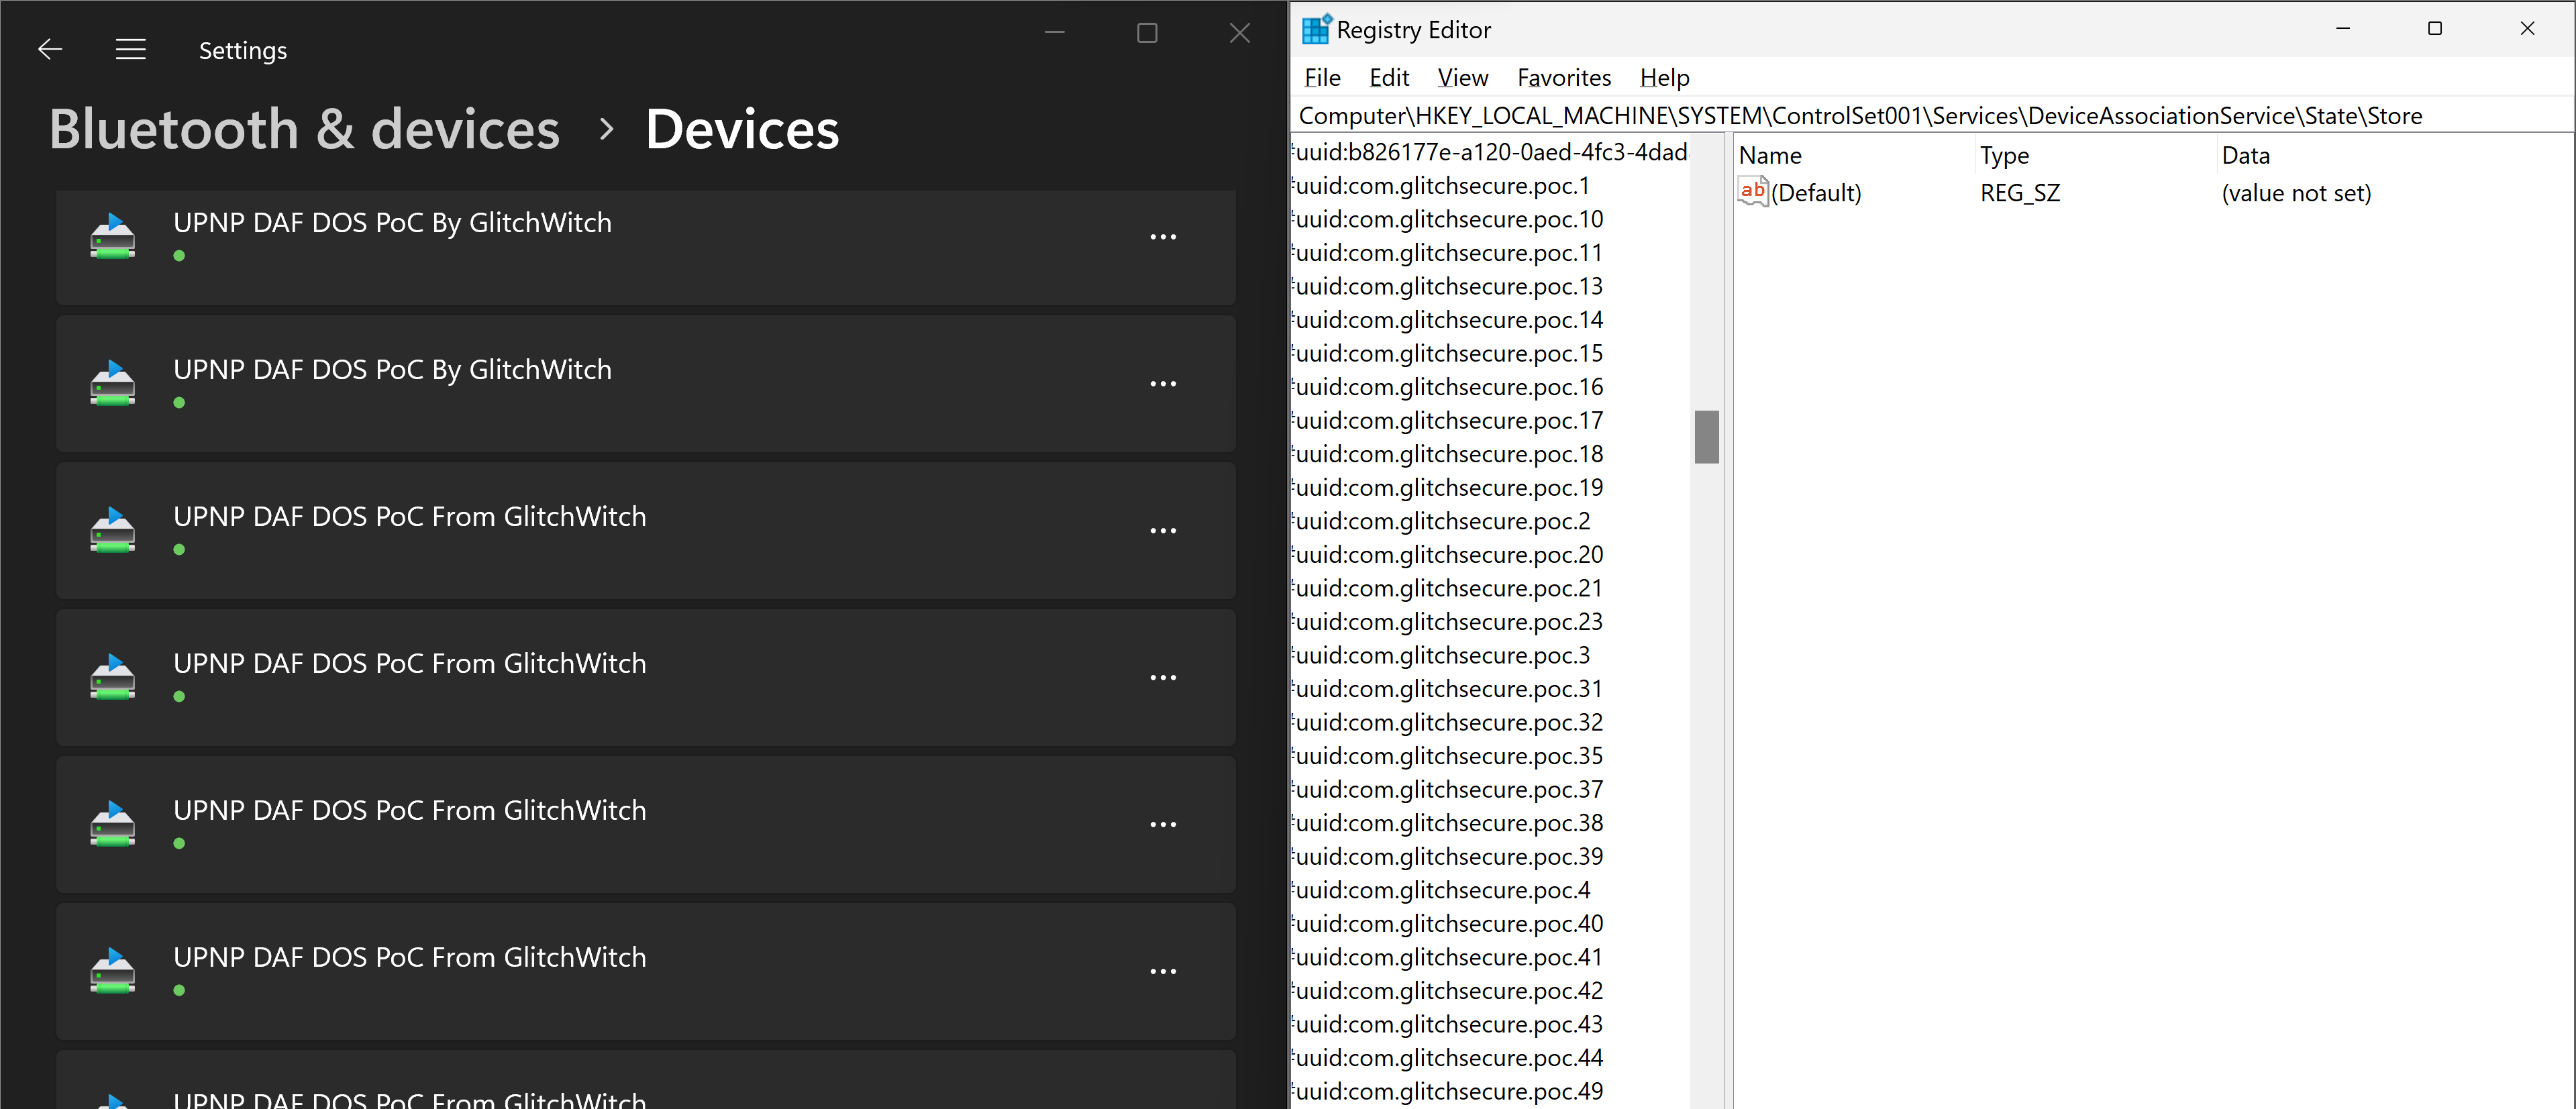 Settings
Bluetooth & devices > Devices
UPNP DAF DOS PoC By GlitchWitch
UPNP DAF DOS PoC By GlitchWitch
UPNP DAF DOS PoC From GlitchWitch
UPNP DAF DOS PoC From GlitchWitch
UPNP DAF DOS PoC From GlitchWitch
UPNP DAF DOS PoC From GlitchWitch
UPNP DAF DOS PoC From GlitchWitch
Registry Editor
File Edit View Favorites Help
Computer\HKEY_LOCAL_MACHINE\SYSTEM\ControlSet001\Services\DeviceAssociationService\State\Store
uuid:b826177e-a120-0aed-4fc3-4dad
uuid:com.glitchsecure.poc.1
uuid:com.glitchsecure.poc.10
uuid:com.glitchsecure.poc.11
uuid:com.glitchsecure.poc.13
uuid:com.glitchsecure.poc.14
uuid:com.glitchsecure.poc.15
uuid:com.glitchsecure.poc.16
uuid:com.glitchsecure.poc.17
uuid:com.glitchsecure.poc.18
uuid:com.glitchsecure.poc.19
uuid:com.glitchsecure.poc.2
uuid:com.glitchsecure.poc.20
uuid:com.glitchsecure.poc.21
uuid:com.glitchsecure.poc.23
uuid:com.glitchsecure.poc.3
uuid:com.glitchsecure.poc.31
uuid:com.glitchsecure.poc.32
uuid:com.glitchsecure.poc.35
uuid:com.glitchsecure.poc.37
uuid:com.glitchsecure.poc.38
uuid:com.glitchsecure.poc.39
uuid:com.glitchsecure.poc.4
uuid:com.glitchsecure.poc.40
uuid:com.glitchsecure.poc.41
uuid:com.glitchsecure.poc.42
uuid:com.glitchsecure.poc.43
uuid:com.glitchsecure.poc.44
uuid:com.glitchsecure.poc.49
Name Type Data
ab (Default) REG_SZ (value not set)